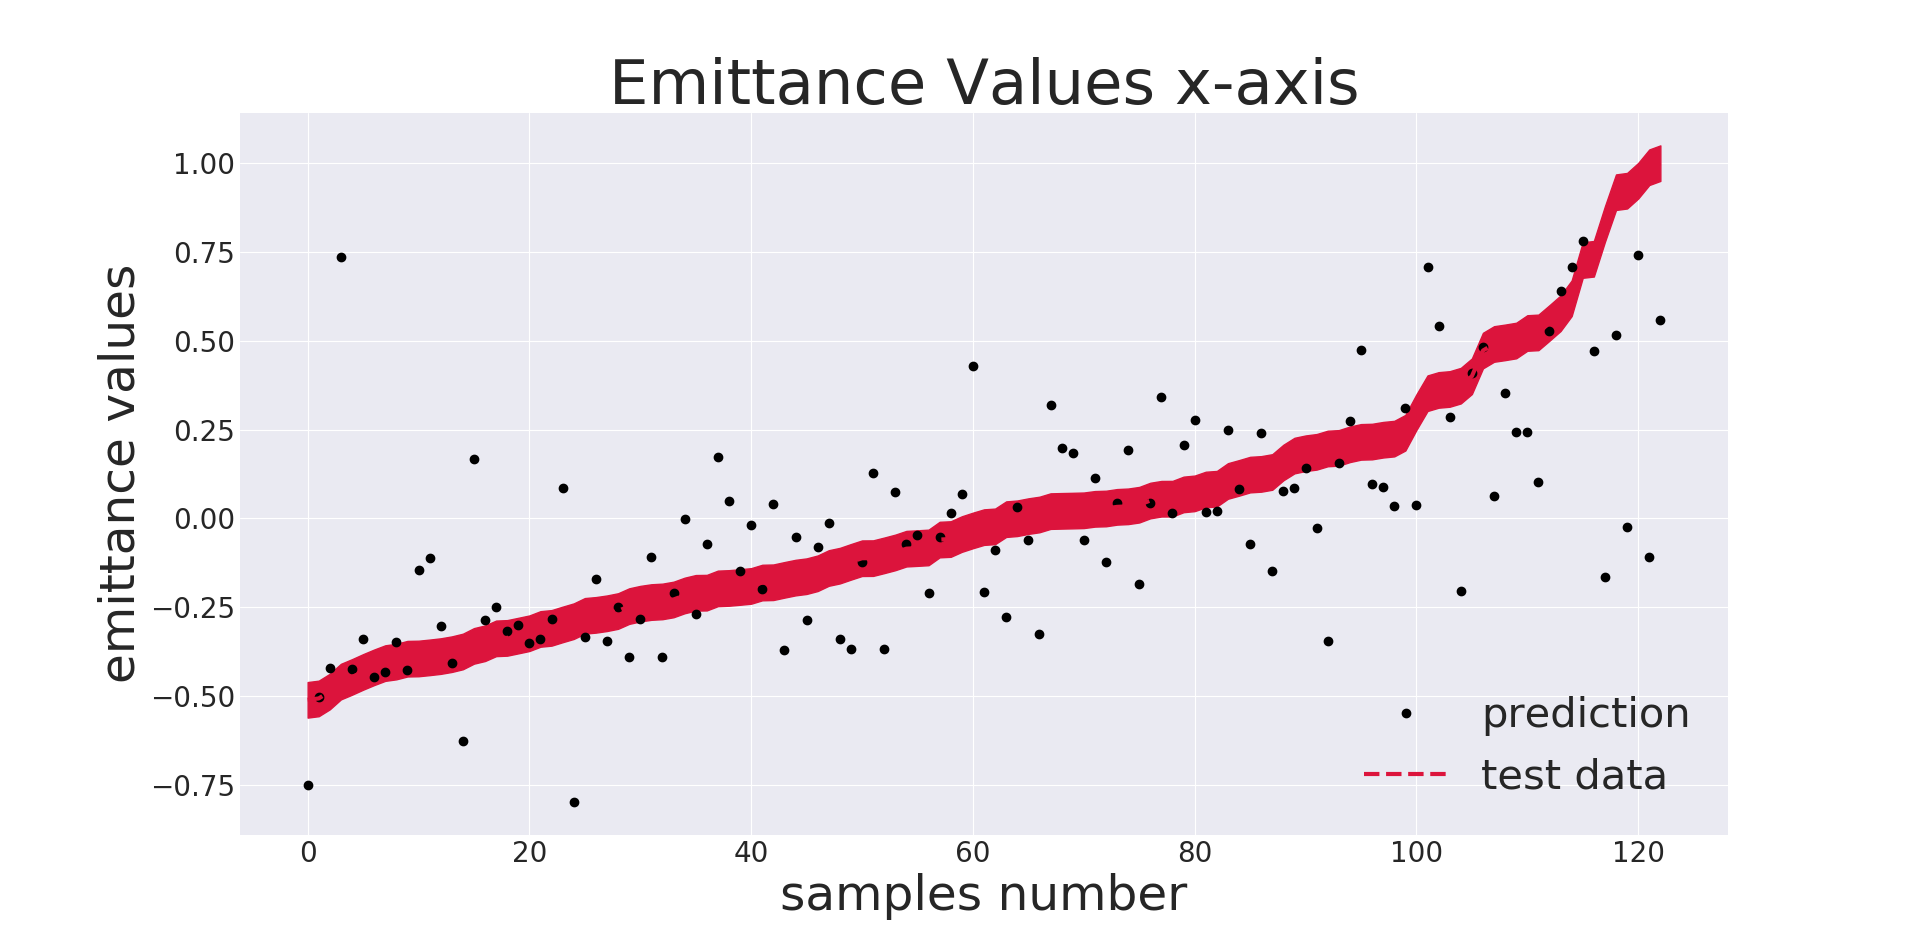 Emittance Values x-axis
emittance values
1.00
0.75
0.50
0.25
0.00
−0.25
−0.50
−0.75
prediction
test data
0 20 40 60 80 100 120
samples number